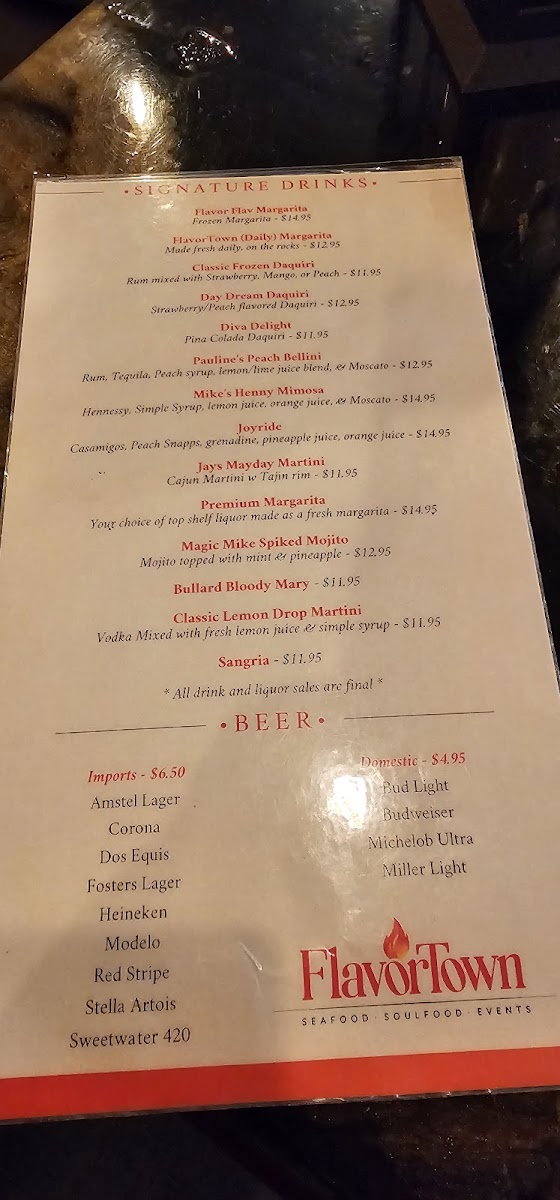 • SIGNATURE DRINKS •
Flavor Flav Margarita
Frozen Margarita - $14.95
FlavorTown (Daily) Margarita
Made fresh daily, on the rocks - $12.95
Classic Frozen Daquiri
Rum mixed with Strawberry, Mango, or Peach - $11.95
Day Dream Daquiri
Strawberry/Peach flavored Daquiri - $12.95
Diva Delight
Pina Colada Daquiri - $11.95
Pauline's Peach Bellini
Rum, Tequila, Peach syrup, lemon/lime juice blend, & Moscato - $12.95
Mike's Henny Mimosa
Hennessy, Simple Syrup, lemon juice, orange juice, & Moscato - $14.95
Joyride
Casamigos, Peach Snapps, grenadine, pineapple juice, orange juice - $14.95
Jays Mayday Martini
Cajun Martini w Tajin rim - $11.95
Premium Margarita
Your choice of top shelf liquor made as a fresh margarita - $14.95
Magic Mike Spiked Mojito
Mojito topped with mint & pineapple - $12.95
Bullard Bloody Mary - $11.95
Classic Lemon Drop Martini
Vodka Mixed with fresh lemon juice & simple syrup - $11.95
Sangria - $11.95
* All drink and liquor sales are final *
• BEER •
Imports - $6.50
Amstel Lager
Corona
Dos Equis
Fosters Lager
Heineken
Modelo
Red Stripe
Stella Artois
Sweetwater 420
Domestic - $4.95
Bud Light
Budweiser
Michelob Ultra
Miller Light
FlavorTown
SEAFOOD · SOULFOOD · EVENTS